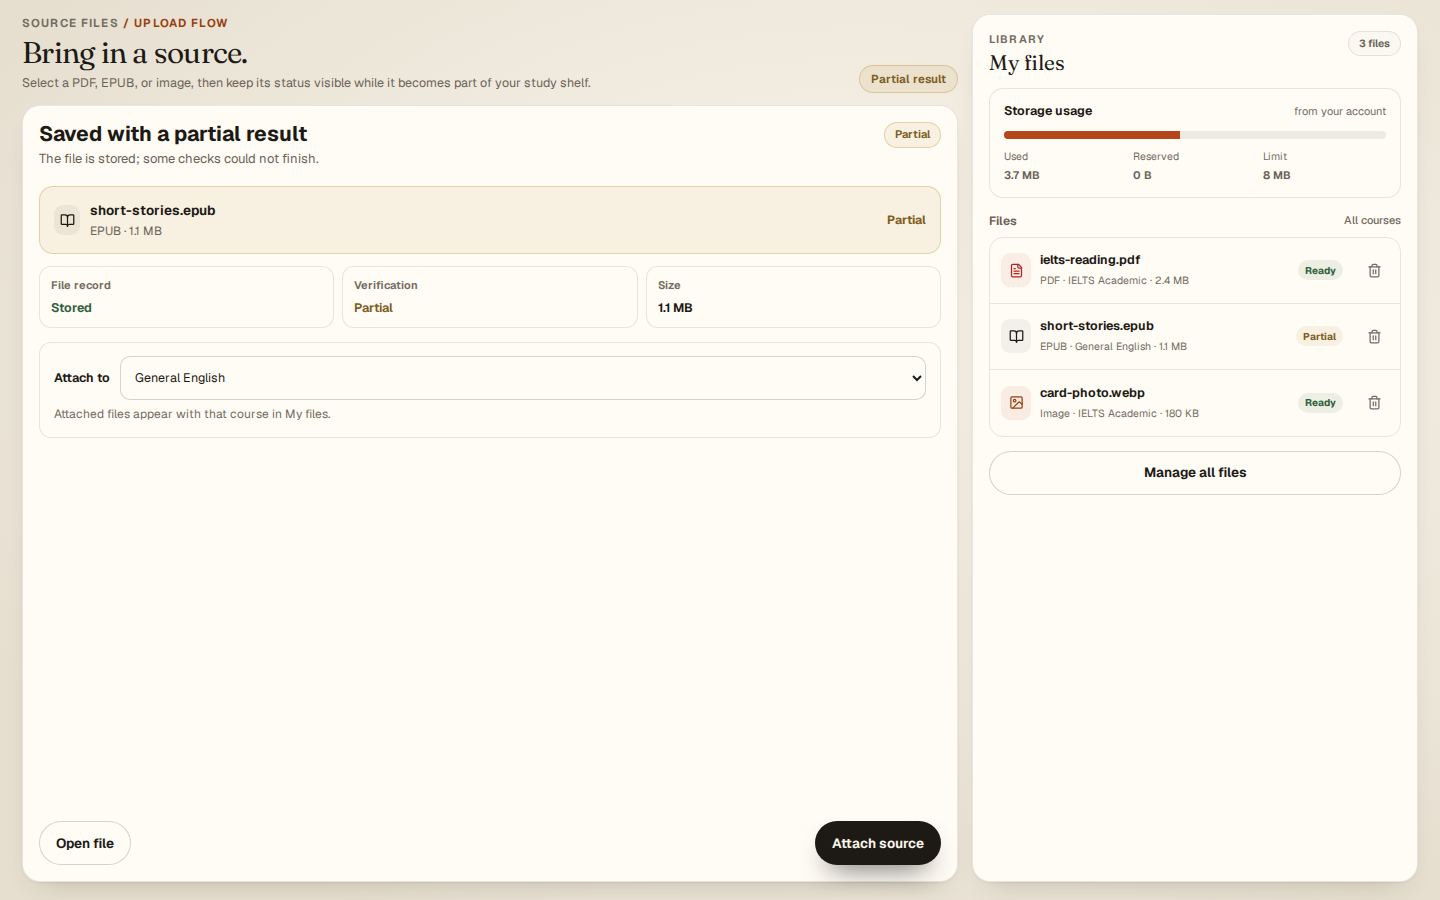 SOURCE FILES / UPLOAD FLOW
Bring in a source.
Select a PDF, EPUB, or image, then keep its status visible while it becomes part of your study shelf.
Partial result
Saved with a partial result
The file is stored; some checks could not finish.
Partial
short-stories.epub
EPUB · 1.1 MB
Partial
File record
Stored
Verification
Partial
Size
1.1 MB
Attach to
General English
Attached files appear with that course in My files.
Open file
Attach source
LIBRARY
My files
3 files
Storage usage
from your account
Used
3.7 MB
Reserved
0 B
Limit
8 MB
Files
All courses
ielts-reading.pdf
PDF · IELTS Academic · 2.4 MB
Ready
short-stories.epub
EPUB · General English · 1.1 MB
Partial
card-photo.webp
Image · IELTS Academic · 180 KB
Ready
Manage all files